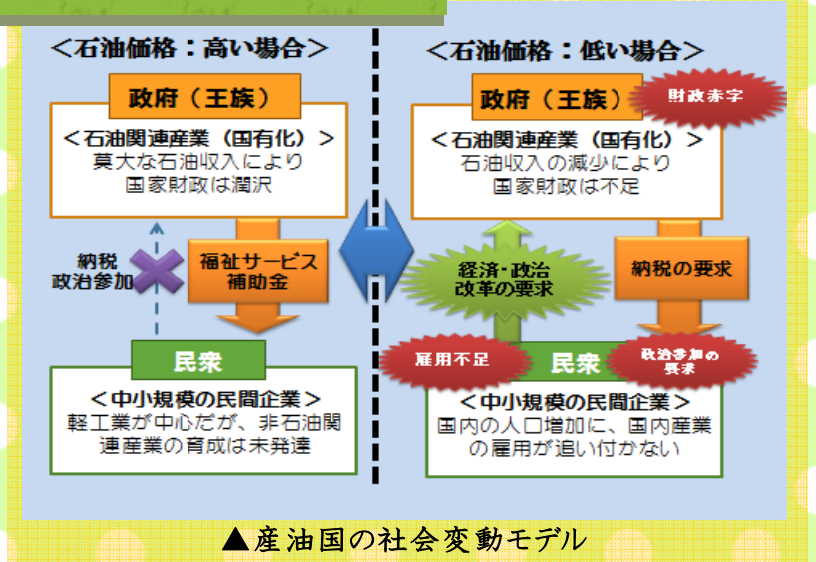 ＜石油価格：高い場合＞
政府（王族）
＜石油関連産業（国有化）＞
莫大な石油収入により
国家財政は潤沢
納税
政治参加
福祉サービス
補助金
民衆
＜中小規模の民間企業＞
軽工業が中心だが、非石油関
連産業の育成は未発達
＜石油価格：低い場合＞
政府（王族）
財政赤字
＜石油関連産業（国有化）＞
石油収入の減少により
国家財政は不足
経済・政治
改革の要求
納税の要求
雇用不足
民衆
政治参加の
要求
＜中小規模の民間企業＞
国内の人口増加に、国内産業
の雇用が追い付かない
▲産油国の社会変動モデル